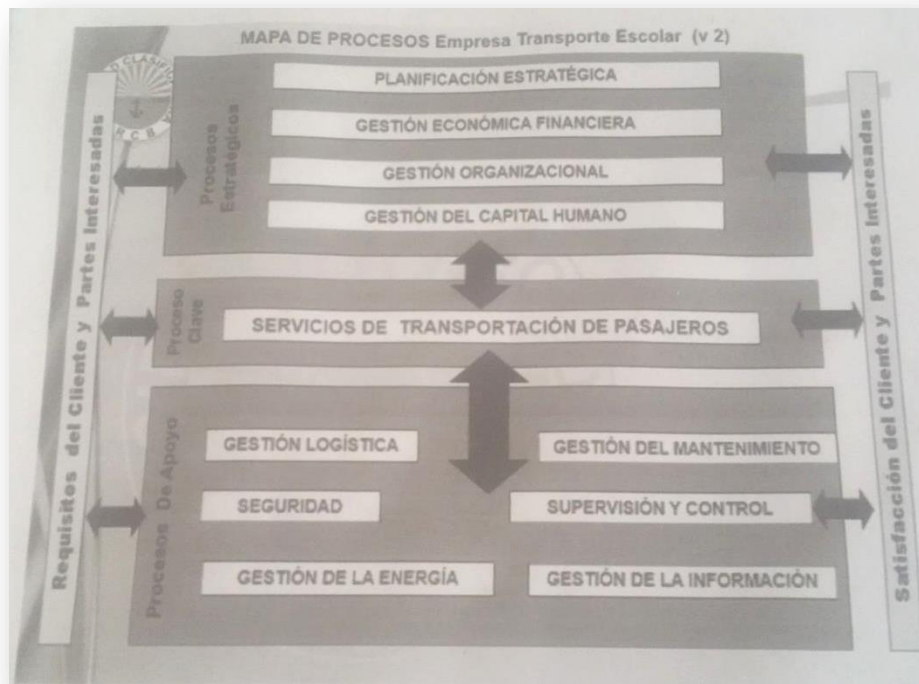 MAPA DE PROCESOS Empresa Transporte Escolar (v 2)
D CLASIFIC
R C B
Requisitos del Cliente y Partes Interesadas
Procesos
Estratégicos
PLANIFICACIÓN ESTRATÉGICA
GESTIÓN ECONÓMICA FINANCIERA
GESTIÓN ORGANIZACIONAL
GESTIÓN DEL CAPITAL HUMANO
Proceso
Clave
SERVICIOS DE TRANSPORTACIÓN DE PASAJEROS
Procesos De Apoyo
GESTIÓN LOGÍSTICA
GESTIÓN DEL MANTENIMIENTO
SEGURIDAD
SUPERVISIÓN Y CONTROL
GESTIÓN DE LA ENERGÍA
GESTIÓN DE LA INFORMACIÓN
Satisfacción del Cliente y Partes Interesadas